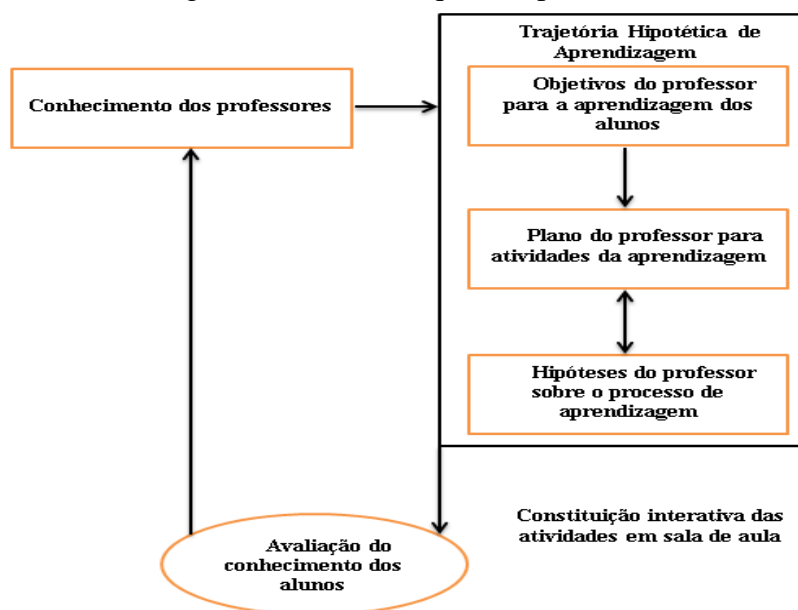 Trajetória Hipotética de
Aprendizagem
Conhecimento dos professores
Objetivos do professor
para a aprendizagem dos
alunos
Plano do professor para
atividades da aprendizagem
Hipóteses do professor
sobre o processo de
aprendizagem
Avaliação do
conhecimento dos
alunos
Constituição interativa das
atividades em sala de aula